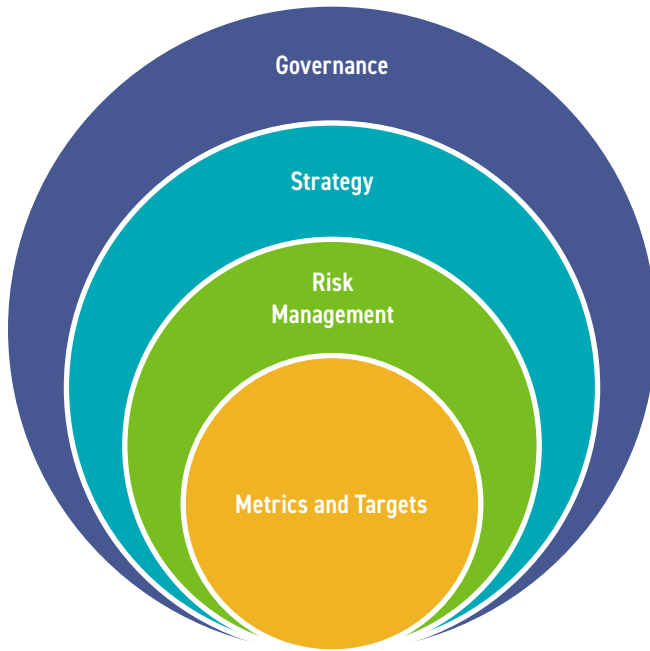 Governance
Strategy
Risk
Management
Metrics and Targets